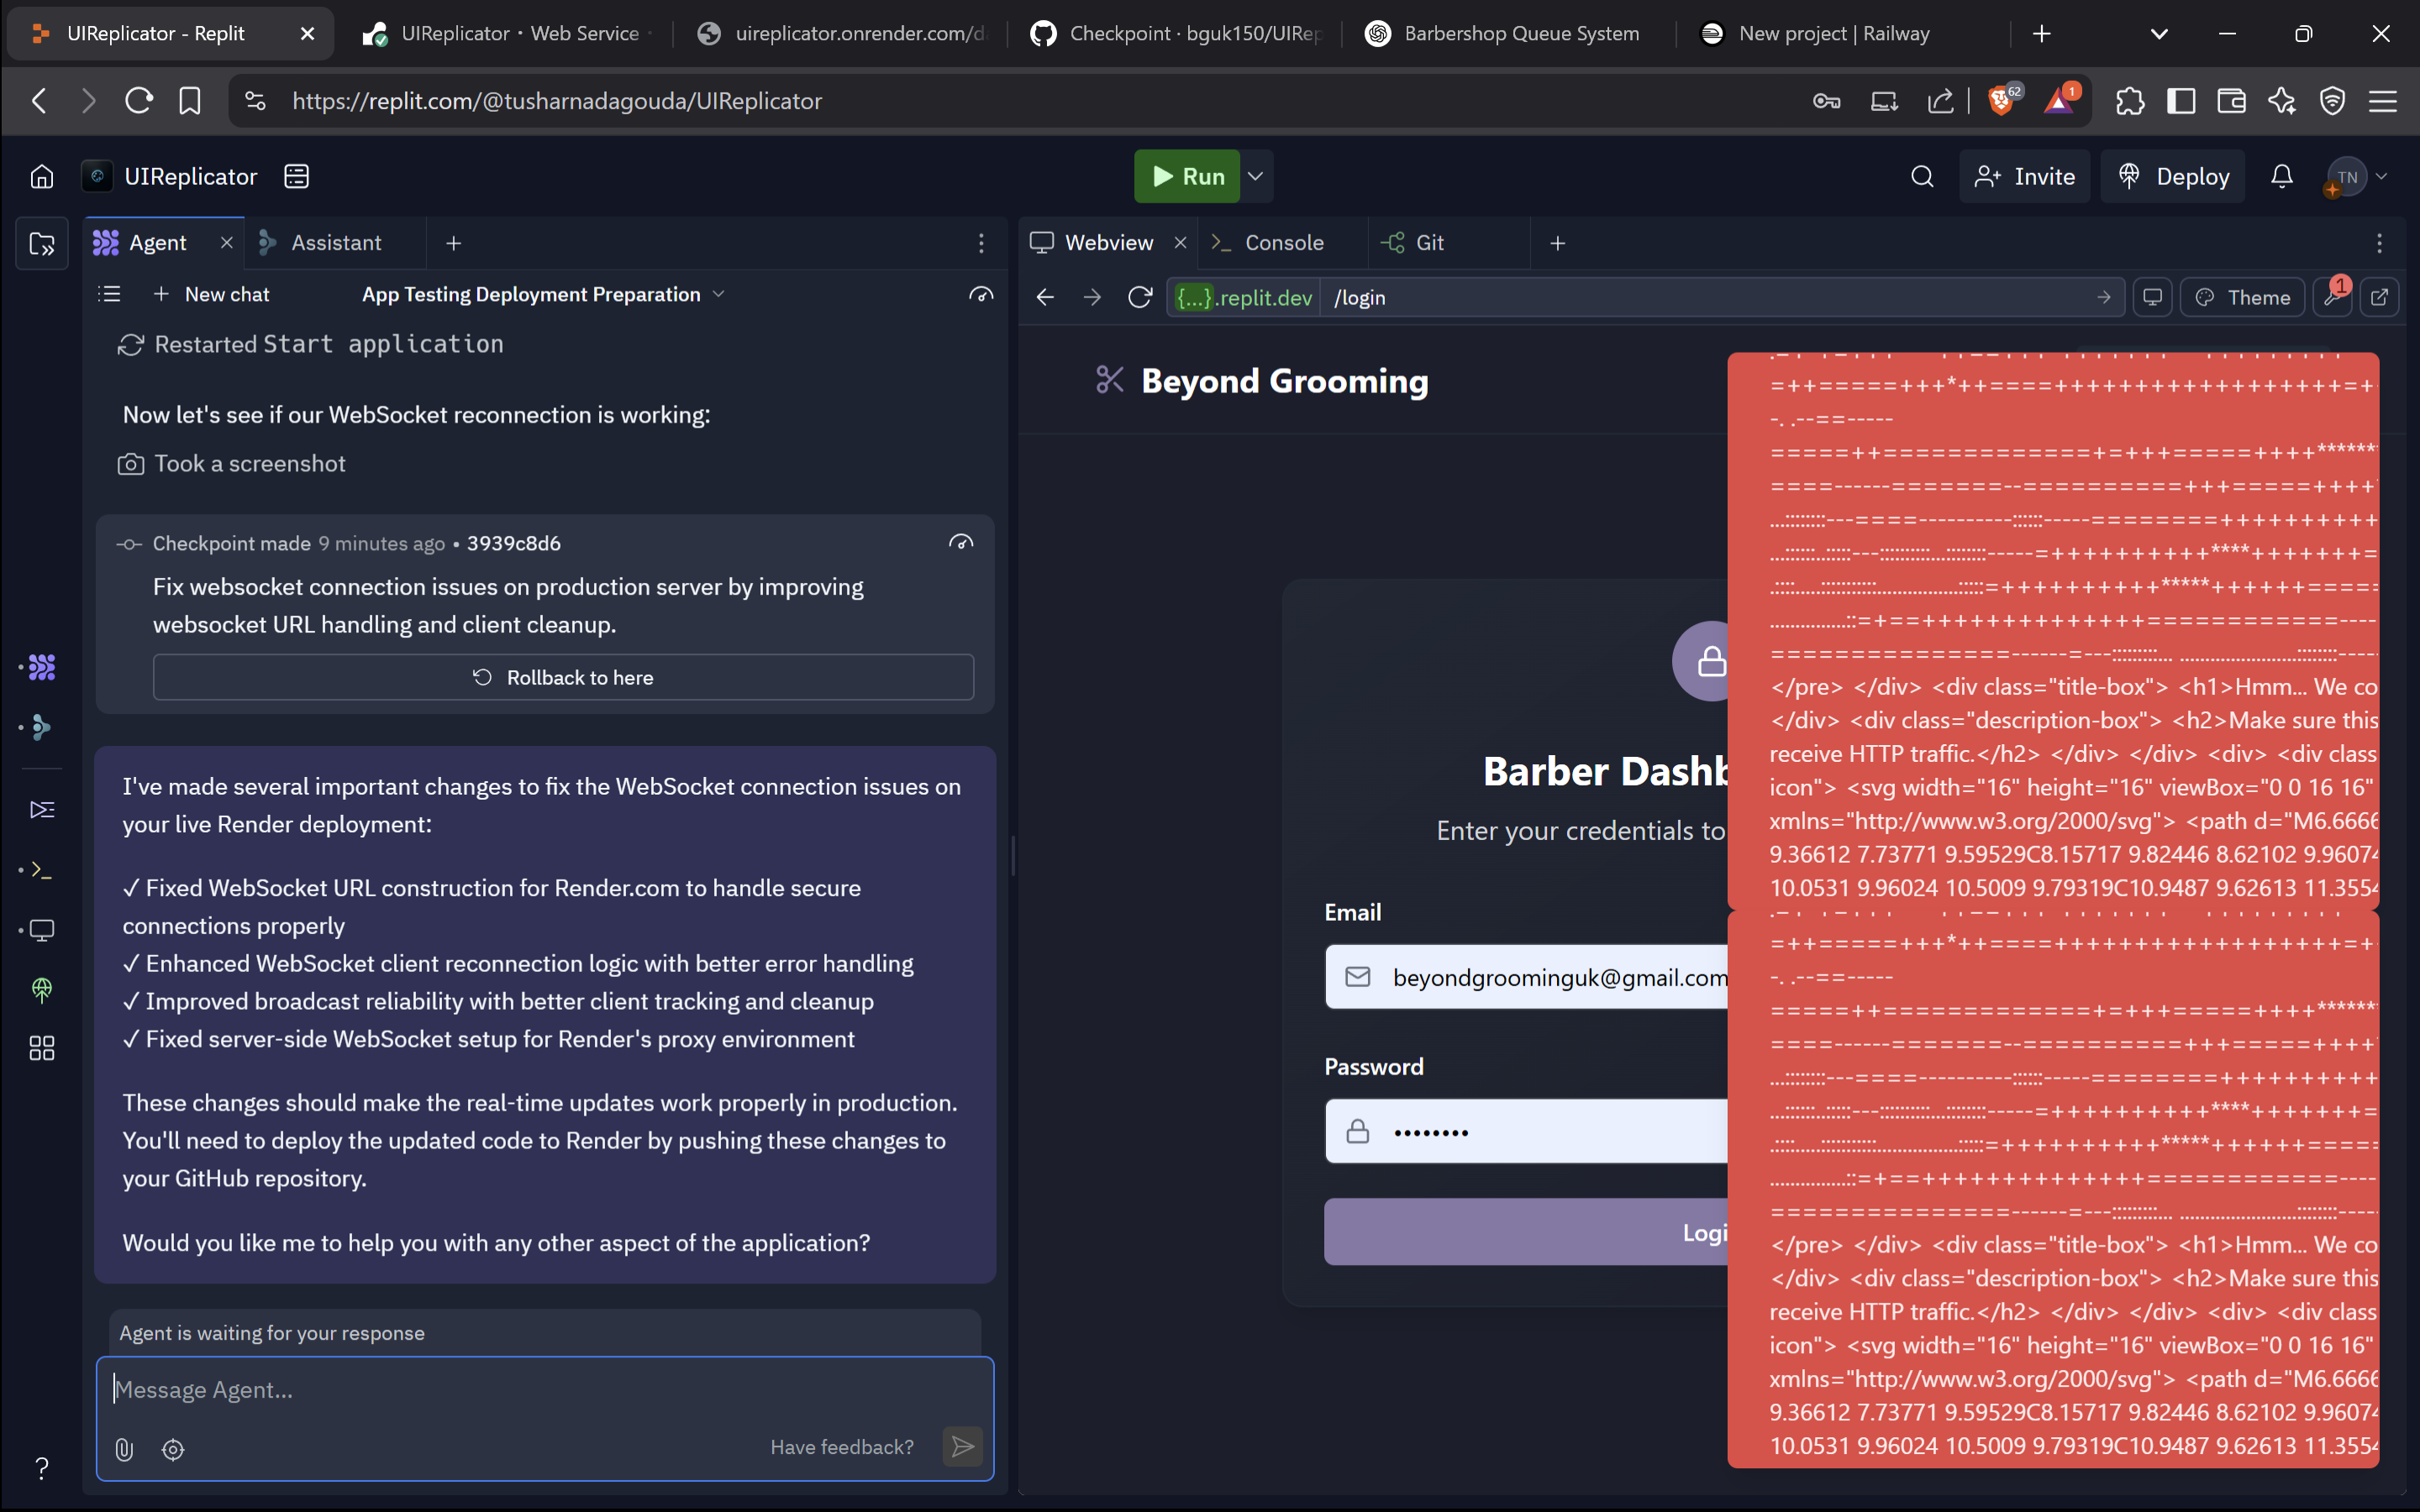 UIReplicator - Replit
UIReplicator • Web Service
uireplicator.onrender.com/d
Checkpoint · bguk150/UIRep
Barbershop Queue System
New project | Railway
https://replit.com/@tusharnadagouda/UIReplicator
62
1
UIReplicator
Run
Invite
Deploy
TN
Agent
Assistant
New chat
App Testing Deployment Preparation
Restarted Start application
Now let's see if our WebSocket reconnection is working:
Took a screenshot
Checkpoint made 9 minutes ago • 3939c8d6
Fix websocket connection issues on production server by improving
websocket URL handling and client cleanup.
Rollback to here
I've made several important changes to fix the WebSocket connection issues on
your live Render deployment:
✓ Fixed WebSocket URL construction for Render.com to handle secure
connections properly
✓ Enhanced WebSocket client reconnection logic with better error handling
✓ Improved broadcast reliability with better client tracking and cleanup
✓ Fixed server-side WebSocket setup for Render's proxy environment
These changes should make the real-time updates work properly in production.
You'll need to deploy the updated code to Render by pushing these changes to
your GitHub repository.
Would you like me to help you with any other aspect of the application?
Agent is waiting for your response
Message Agent...
Have feedback?
?
Webview
Console
Git
{...}.replit.dev
/login
Theme
1
Beyond Grooming
Barber Dashb
Enter your credentials to
Email
beyondgroominguk@gmail.com
Password
••••••••
Logi
</pre> </div> <div class="title-box"> <h1>Hmm... We co
</div> <div class="description-box"> <h2>Make sure this
receive HTTP traffic.</h2> </div> </div> <div> <div class
icon"> <svg width="16" height="16" viewBox="0 0 16 16"
xmlns="http://www.w3.org/2000/svg"> <path d="M6.6666
9.36612 7.73771 9.59529C8.15717 9.82446 8.62102 9.96074
10.0531 9.96024 10.5009 9.79319C10.9487 9.62613 11.3554
</pre> </div> <div class="title-box"> <h1>Hmm... We co
</div> <div class="description-box"> <h2>Make sure this
receive HTTP traffic.</h2> </div> </div> <div> <div class
icon"> <svg width="16" height="16" viewBox="0 0 16 16"
xmlns="http://www.w3.org/2000/svg"> <path d="M6.6666
9.36612 7.73771 9.59529C8.15717 9.82446 8.62102 9.96074
10.0531 9.96024 10.5009 9.79319C10.9487 9.62613 11.3554